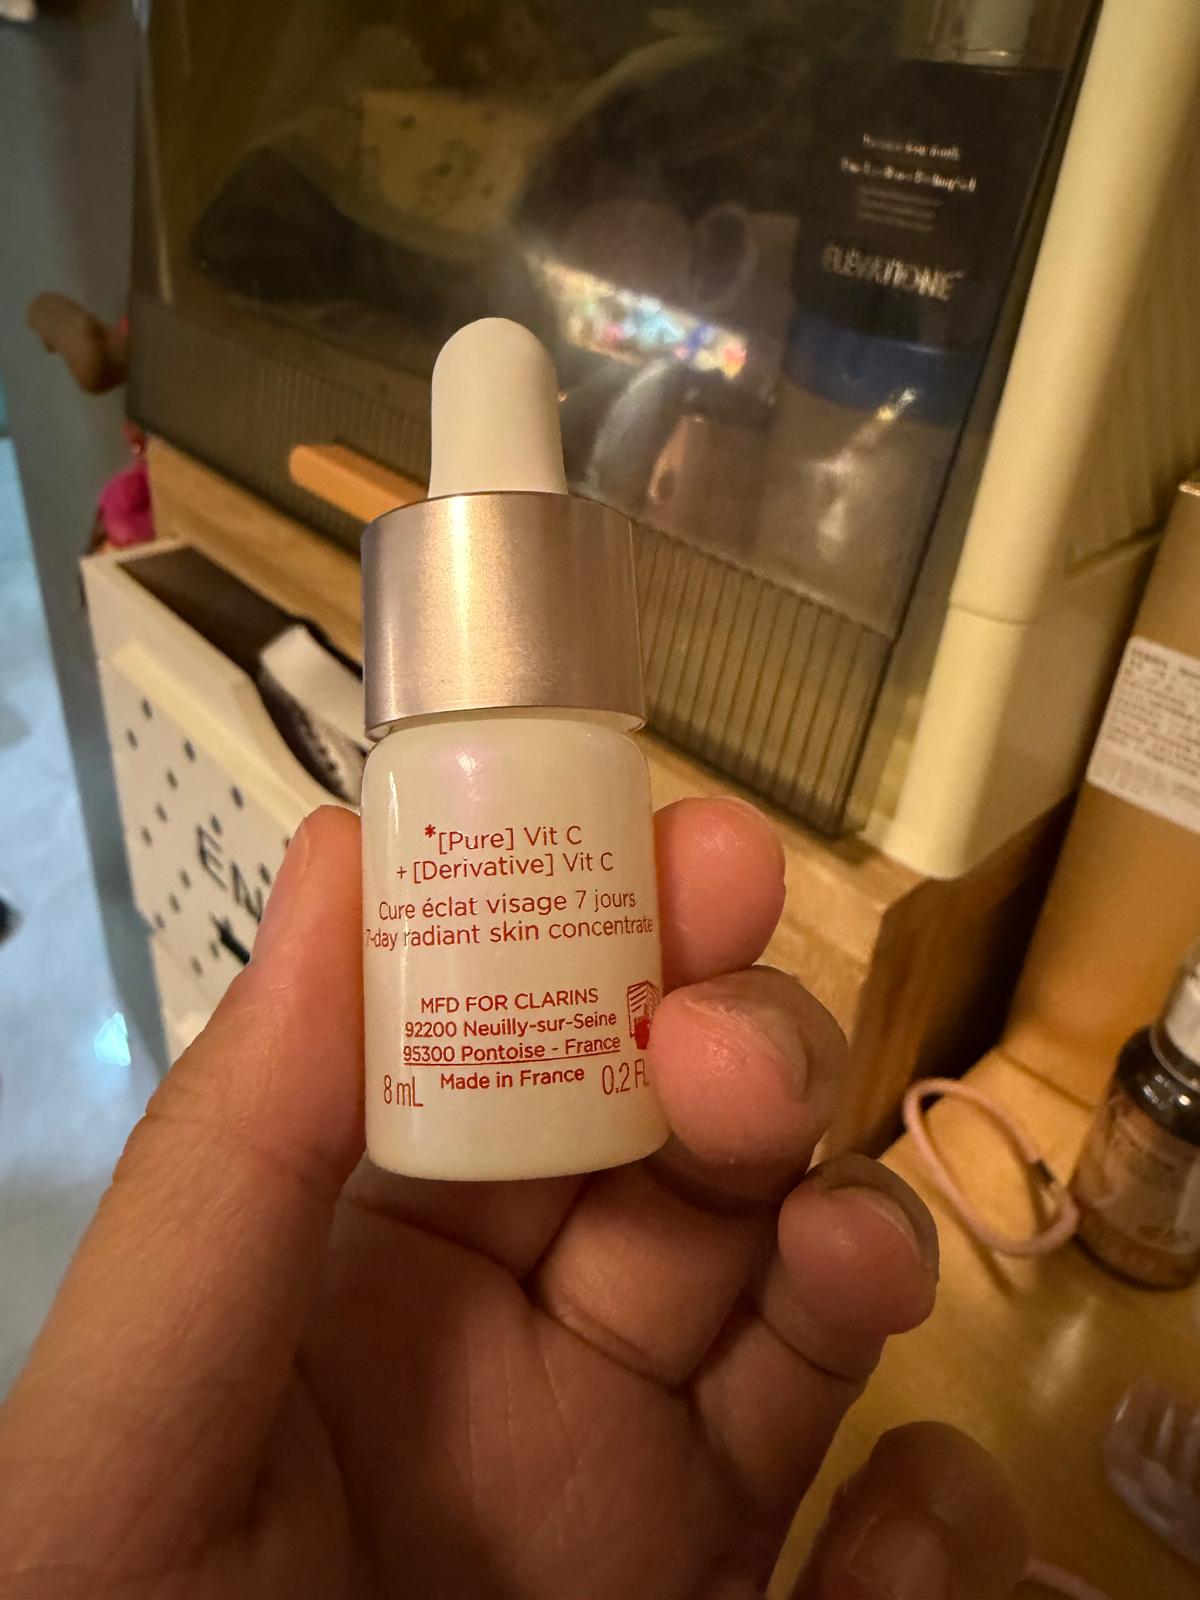 ELEVATIONE
*[Pure] Vit C
+ [Derivative] Vit C
Cure éclat visage 7 jours
7-day radiant skin concentrate
MFD FOR CLARINS
92200 Neuilly-sur-Seine
95300 Pontoise - France
Made in France
8 mL
0.2 FL